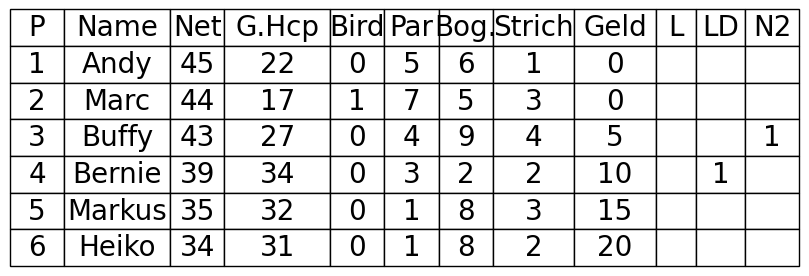 P Name Net G.Hcp Bird Par Bog. Strich Geld L LD N2
1 Andy 45 22 0 5 6 1 0
2 Marc 44 17 1 7 5 3 0
3 Buffy 43 27 0 4 9 4 5 1
4 Bernie 39 34 0 3 2 2 10 1
5 Markus 35 32 0 1 8 3 15
6 Heiko 34 31 0 1 8 2 20